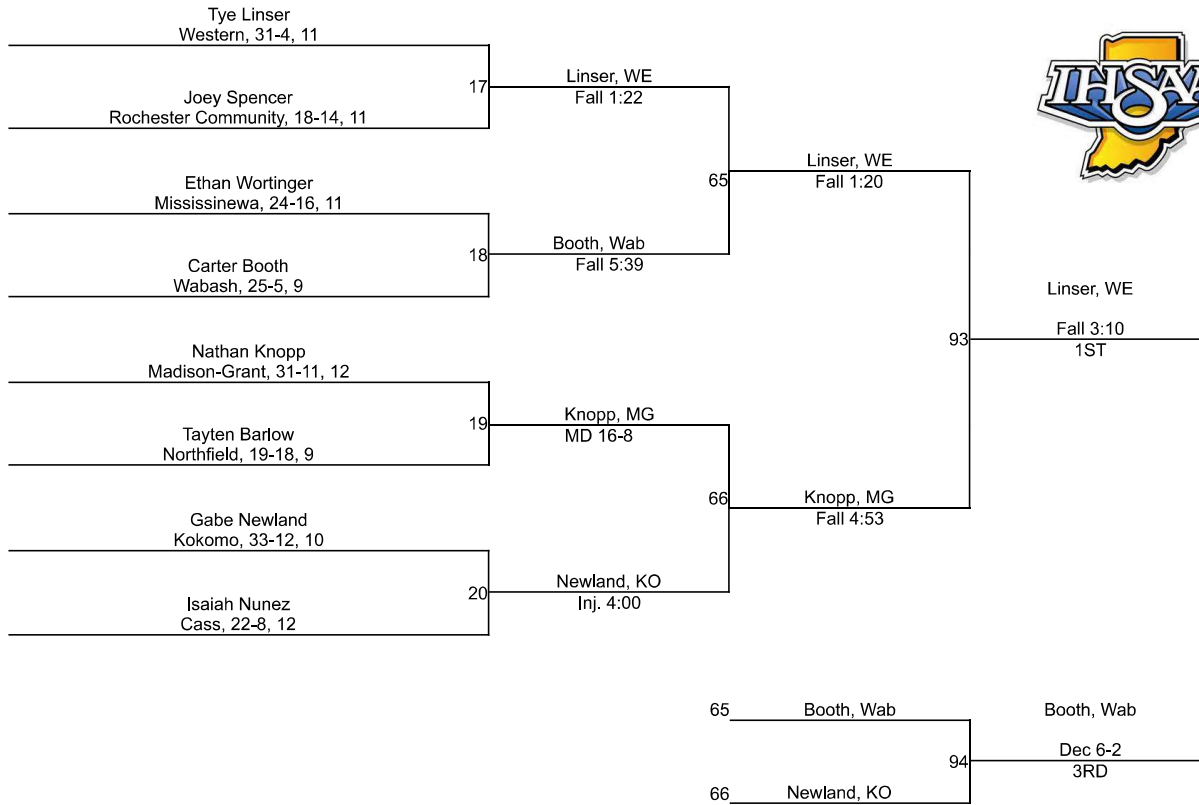 Tye Linser
Western, 31-4, 11
Joey Spencer
Rochester Community, 18-14, 11
17
Linser, WE
Fall 1:22
Ethan Wortinger
Mississinewa, 24-16, 11
Carter Booth
Wabash, 25-5, 9
18
Booth, Wab
Fall 5:39
65
Linser, WE
Fall 1:20
Nathan Knopp
Madison-Grant, 31-11, 12
Tayten Barlow
Northfield, 19-18, 9
19
Knopp, MG
MD 16-8
Gabe Newland
Kokomo, 33-12, 10
Isaiah Nunez
Cass, 22-8, 12
20
Newland, KO
Inj. 4:00
66
Knopp, MG
Fall 4:53
93
Linser, WE
Fall 3:10
1ST
IHSAA
65
Booth, Wab
66
Newland, KO
94
Booth, Wab
Dec 6-2
3RD